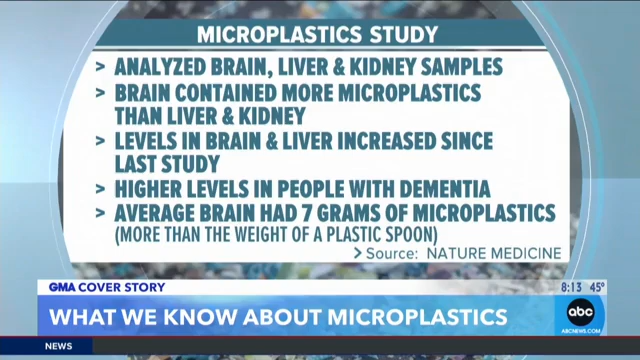 MICROPLASTICS STUDY
> ANALYZED BRAIN, LIVER & KIDNEY SAMPLES
> BRAIN CONTAINED MORE MICROPLASTICS
THAN LIVER & KIDNEY
> LEVELS IN BRAIN & LIVER INCREASED SINCE
LAST STUDY
> HIGHER LEVELS IN PEOPLE WITH DEMENTIA
> AVERAGE BRAIN HAD 7 GRAMS OF MICROPLASTICS
(MORE THAN THE WEIGHT OF A PLASTIC SPOON)
> Source: NATURE MEDICINE
GMA COVER STORY
8:13 45°
WHAT WE KNOW ABOUT MICROPLASTICS
abc
ABCNEWS.COM
NEWS